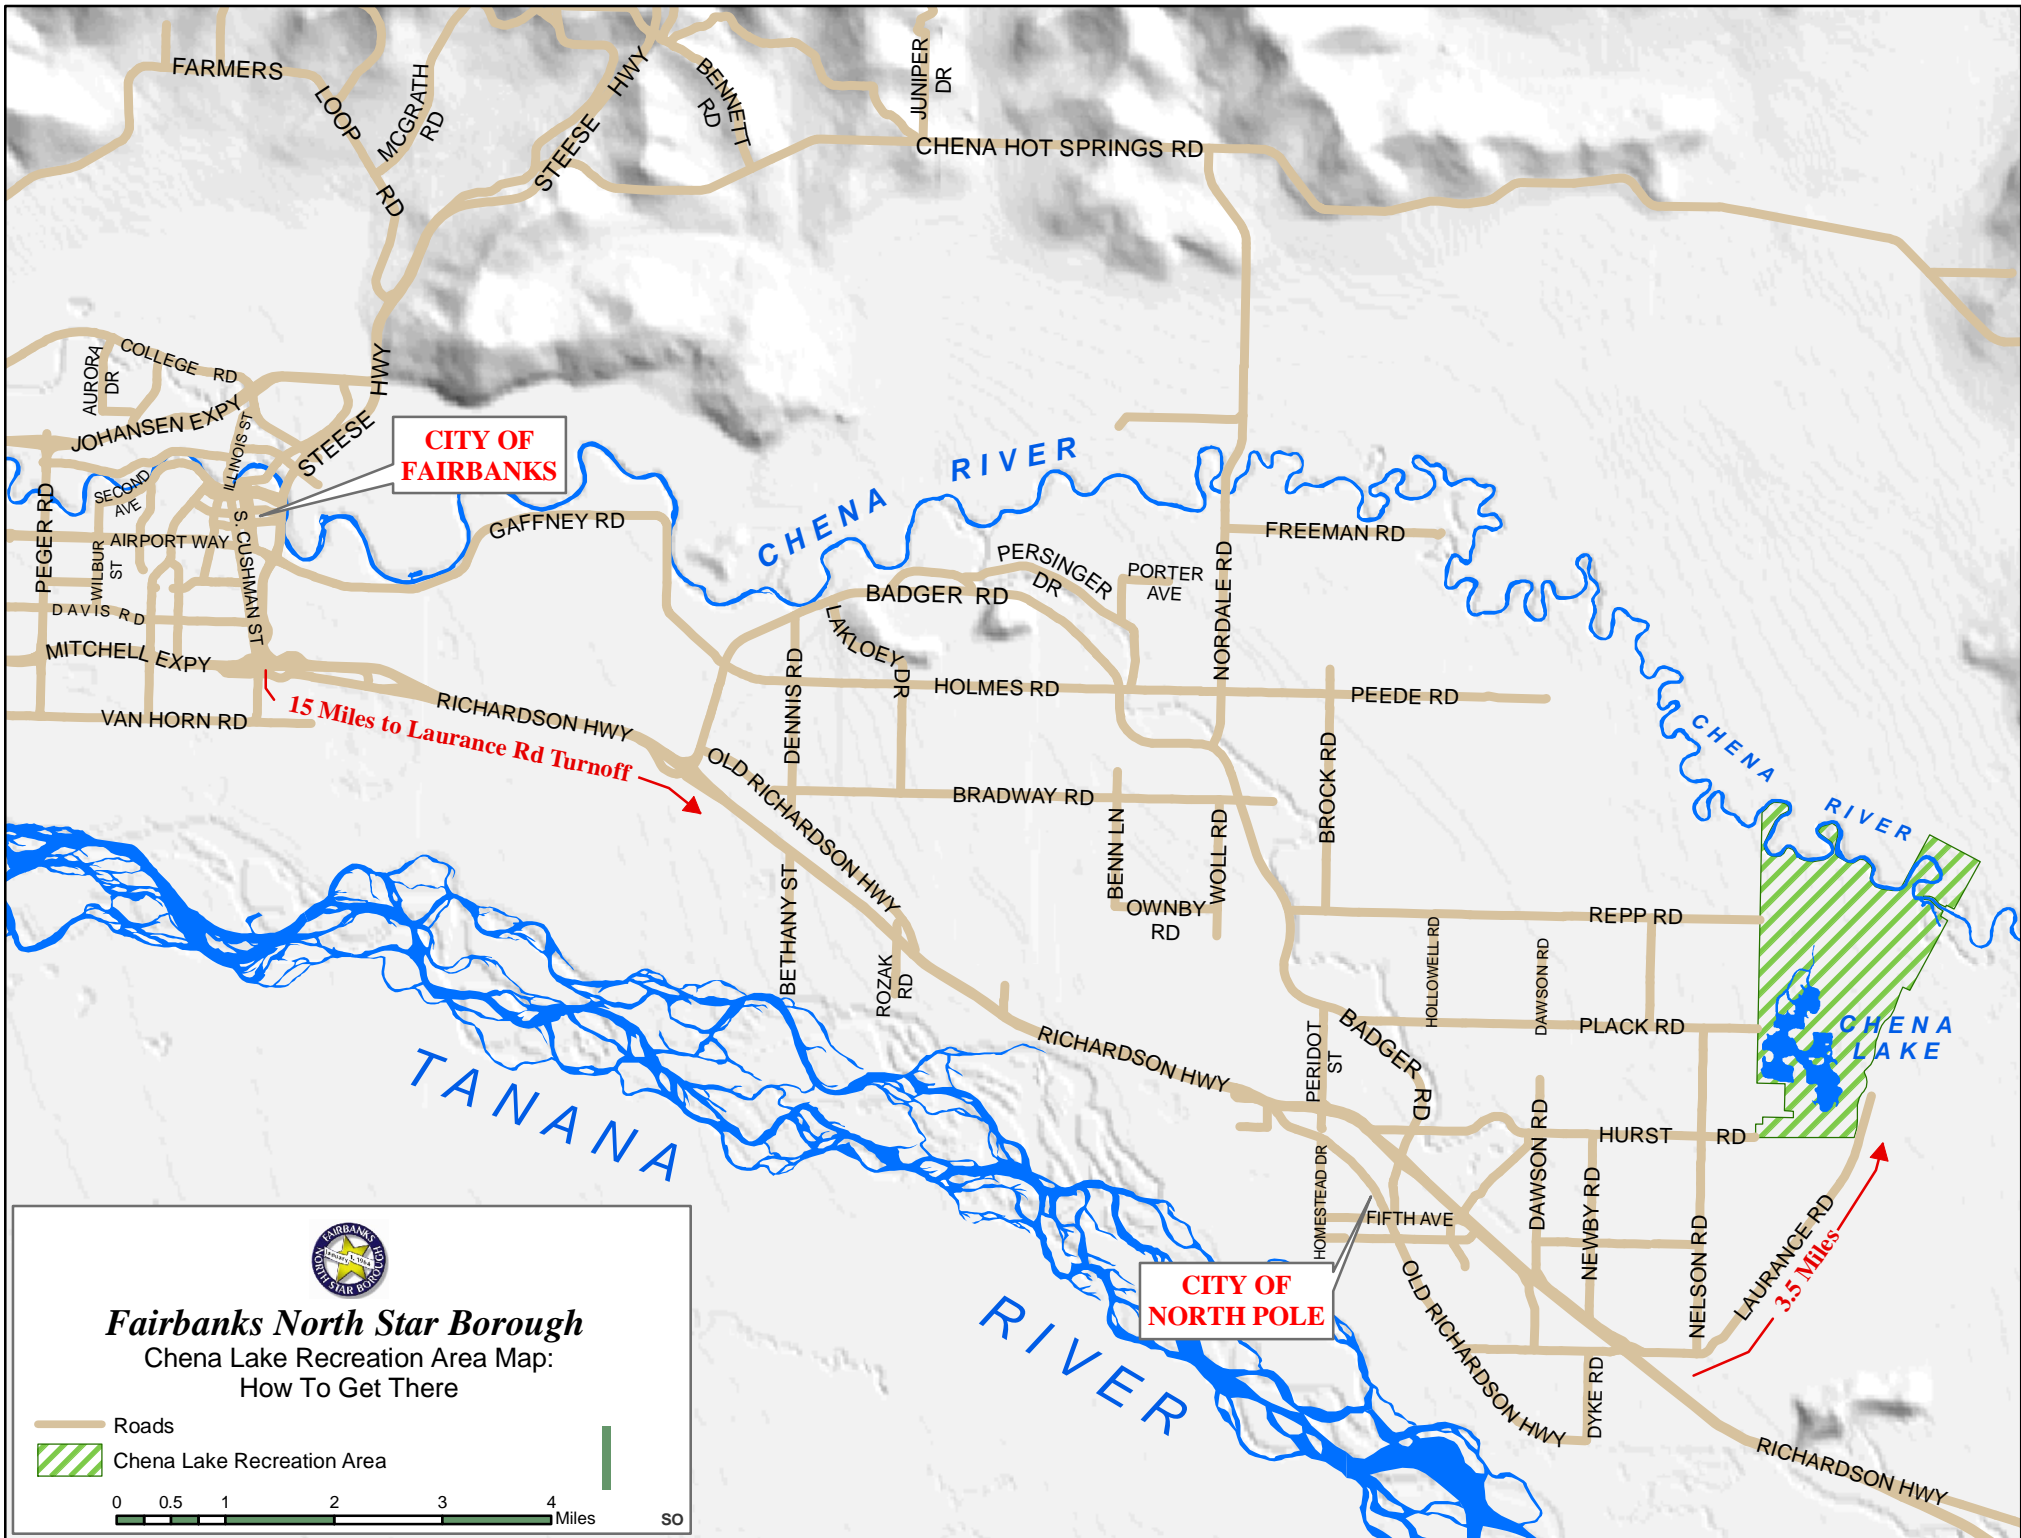 FARMERS
LOOP
RD
MCGRATH
RD
STEESE
HWY
BENNETT
RD
JUNIPER
DR
CHENA HOT SPRINGS RD
COLLEGE RD
AURORA
DR
JOHANSEN EXPY
ILLINOIS ST
STEESE
HWY
CITY OF
FAIRBANKS
SECOND
AVE
PEGER RD
AIRPORT WAY
WILBUR
ST
S. CUSHMAN ST
DAVIS RD
MITCHELL EXPY
VAN HORN RD
15 Miles to Laurance Rd Turnoff
RICHARDSON HWY
GAFFNEY RD
CHENA
RIVER
BADGER RD
PERSINGER
DR
PORTER
AVE
LAKLOEY
DR
NORDALE RD
FREEMAN RD
DENNIS RD
HOLMES RD
PEEDE RD
OLD RICHARDSON HWY
BRADWAY RD
BENN LN
WOLL RD
BROCK RD
OWNBY
RD
BETHANY ST
ROZAK
RD
CHENA
RIVER
REPP RD
HOLLOWELL RD
DAWSON RD
PLACK RD
CHENA
LAKE
RICHARDSON HWY
PERIDOT
ST
BADGER
RD
HURST RD
DAWSON RD
NEWBY RD
NELSON RD
LAURANCE RD
3.5 Miles
HOMESTEAD DR
FIFTH AVE
CITY OF
NORTH POLE
OLD RICHARDSON HWY
DYKE RD
RICHARDSON HWY
TANANA
RIVER
FAIRBANKS
January 1, 1964
NORTH STAR BOROUGH
Fairbanks North Star Borough
Chena Lake Recreation Area Map:
How To Get There
Roads
Chena Lake Recreation Area
0 0.5 1 2 3 4
Miles
SO